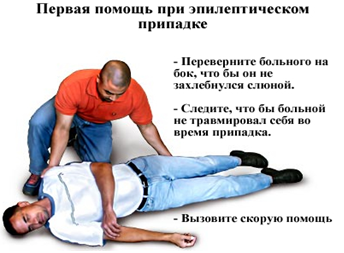 Первая помощь при эпилептическом
припадке
- Переверните больного на
бок, что бы он не
захлебнулся слюной.
- Следите, что бы больной
не травмировал себя во
время припадка.
- Вызовите скорую помощь